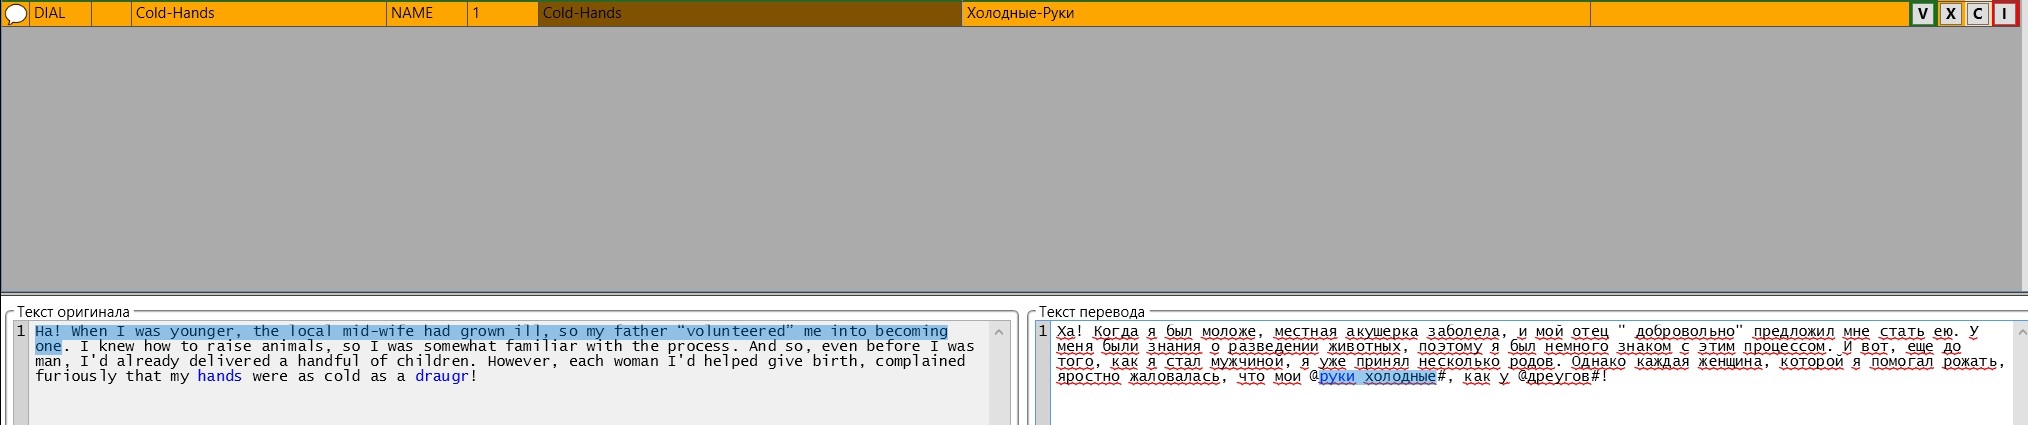 DIAL Cold-Hands NAME 1 Cold-Hands Холодные-Руки V X C I
Текст оригинала
1 Ha! When I was younger, the local mid-wife had grown ill, so my father “volunteered” me into becoming
one. I knew how to raise animals, so I was somewhat familiar with the process. And so, even before I was
man, I'd already delivered a handful of children. However, each woman I'd helped give birth, complained
furiously that my hands were as cold as a draugr!
Текст перевода
1 Ха! Когда я был моложе, местная акушерка заболела, и мой отец " добровольно" предложил мне стать ею. У
меня были знания о разведении животных, поэтому я был немного знаком с этим процессом. И вот, еще до
того, как я стал мужчиной, я уже принял несколько родов. Однако каждая женщина, которой я помогал рожать,
яростно жаловалась, что мои @руки холодные#, как у @дреугов#!